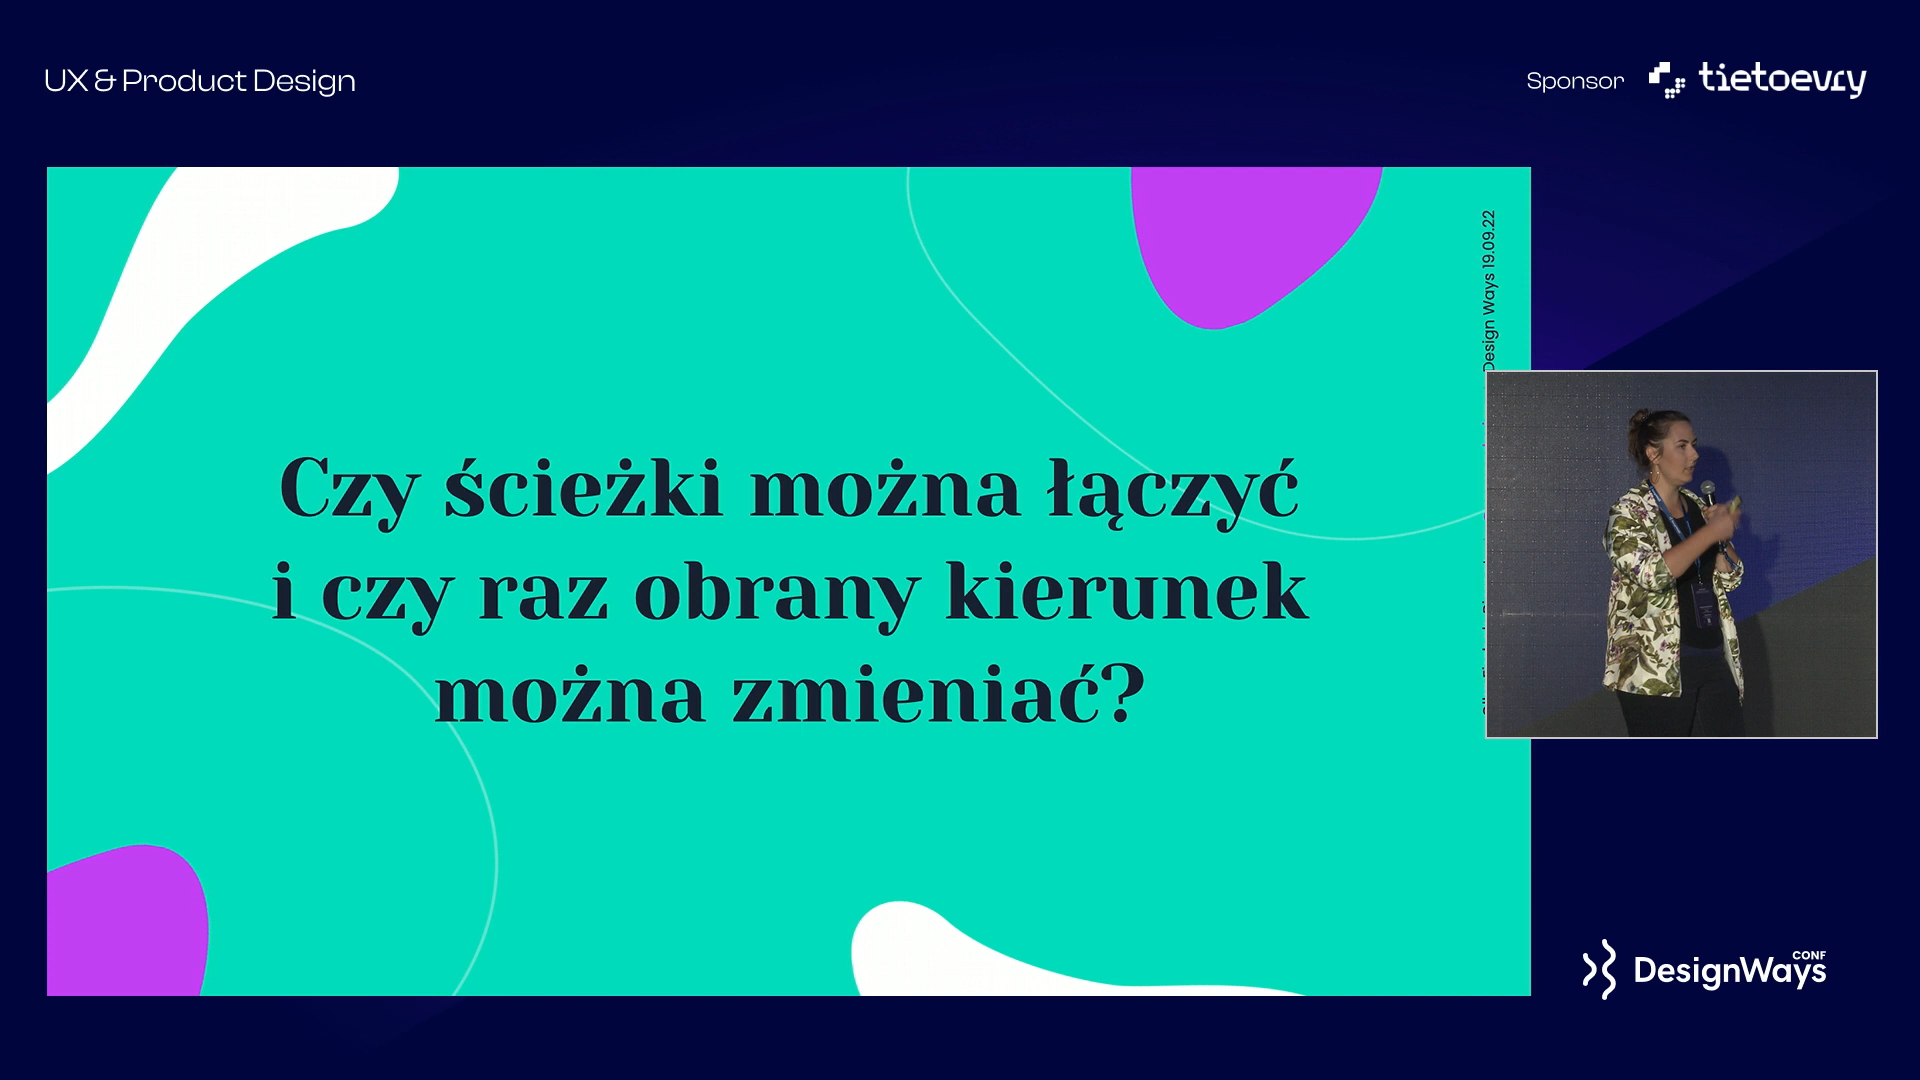 UX & Product Design
Sponsor tietoevry
Design Ways 19.09.22
Czy ścieżki można łączyć
i czy raz obrany kierunek
można zmieniać?
DesignWays CONF